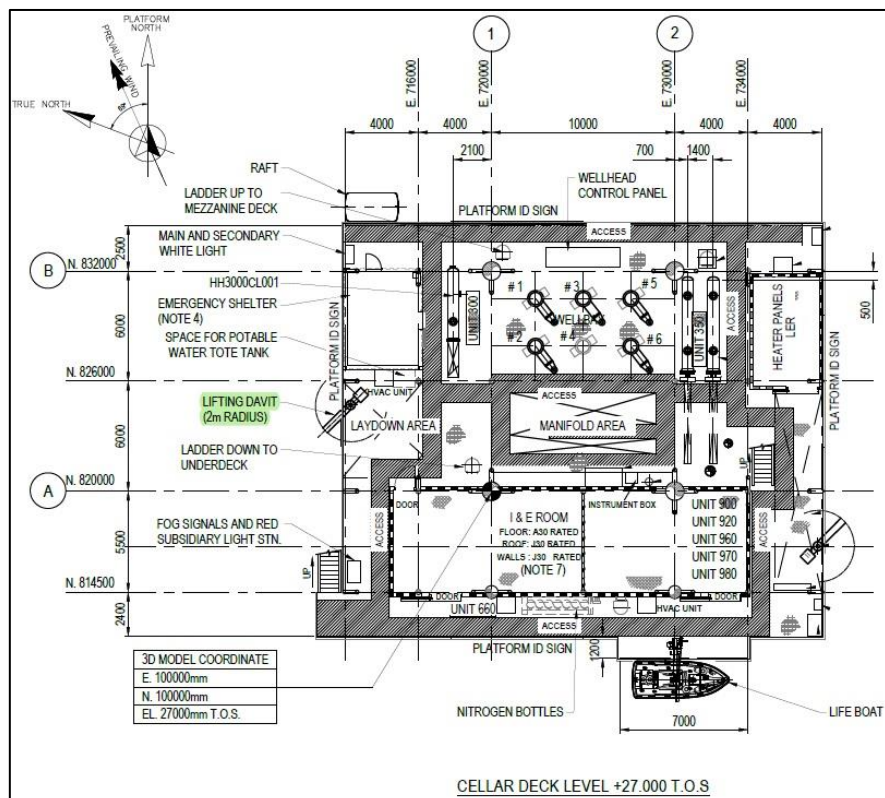 PLATFORM
NORTH
PREVAILING WIND
TRUE NORTH
1
2
E. 716000
E. 720000
E. 730000
E. 734000
4000
4000
10000
4000
4000
2100
700
1400
RAFT
LADDER UP TO
MEZZANINE DECK
WELLHEAD
CONTROL PANEL
PLATFORM ID SIGN
ACCESS
MAIN AND SECONDARY
WHITE LIGHT
2500
B
N. 832000
HH3000CL001
EMERGENCY SHELTER
(NOTE 4)
SPACE FOR POTABLE
WATER TOTE TANK
PLATFORM ID SIGN
UNIT 300
#1
#3
#5
#2
#4
#6
UNIT 350
ACCESS
HEATER PANELS
LER
500
PLATFORM ID SIGN
6000
N. 826000
HVAC UNIT
ACCESS
LIFTING DAVIT
(2m RADIUS)
LAYDOWN AREA
MANIFOLD AREA
6000
LADDER DOWN TO
UNDERDECK
UP
A
N. 820000
DOOR
INSTRUMENT BOX
I & E ROOM
FLOOR: A30 RATED
ROOF: J30 RATED
WALLS : J30 RATED
(NOTE 7)
UNIT 900
UNIT 920
UNIT 960
UNIT 970
UNIT 980
ACCESS
ACCESS
FOG SIGNALS AND RED
SUBSIDIARY LIGHT STN.
5500
UP
N. 814500
DOOR
DOOR
UNIT 660
HVAC UNIT
2400
ACCESS
PLATFORM ID SIGN
1200
3D MODEL COORDINATE
E. 100000mm
N. 100000mm
EL. 27000mm T.O.S.
NITROGEN BOTTLES
7000
LIFE BOAT
CELLAR DECK LEVEL +27.000 T.O.S